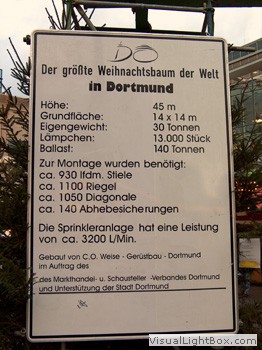 DO
Der größte Weihnachtsbaum der Welt
in Dortmund
Höhe: 45 m
Grundfläche: 14 x 14 m
Eigengewicht: 30 Tonnen
Lämpchen: 13.000 Stück
Ballast: 140 Tonnen
Zur Montage wurden benötigt:
ca. 930 lfdm. Stiele
ca. 1100 Riegel
ca. 1050 Diagonale
ca. 140 Abhebesicherungen
Die Sprinkleranlage hat eine Leistung
von ca. 3200 L/Min.
Gebaut von C.O. Weise - Gerüstbau - Dortmund
im Auftrag des
des Markthandel- u. Schausteller -Verbandes Dortmund
und Unterstützung der Stadt Dortmund
VisualLightBox.com